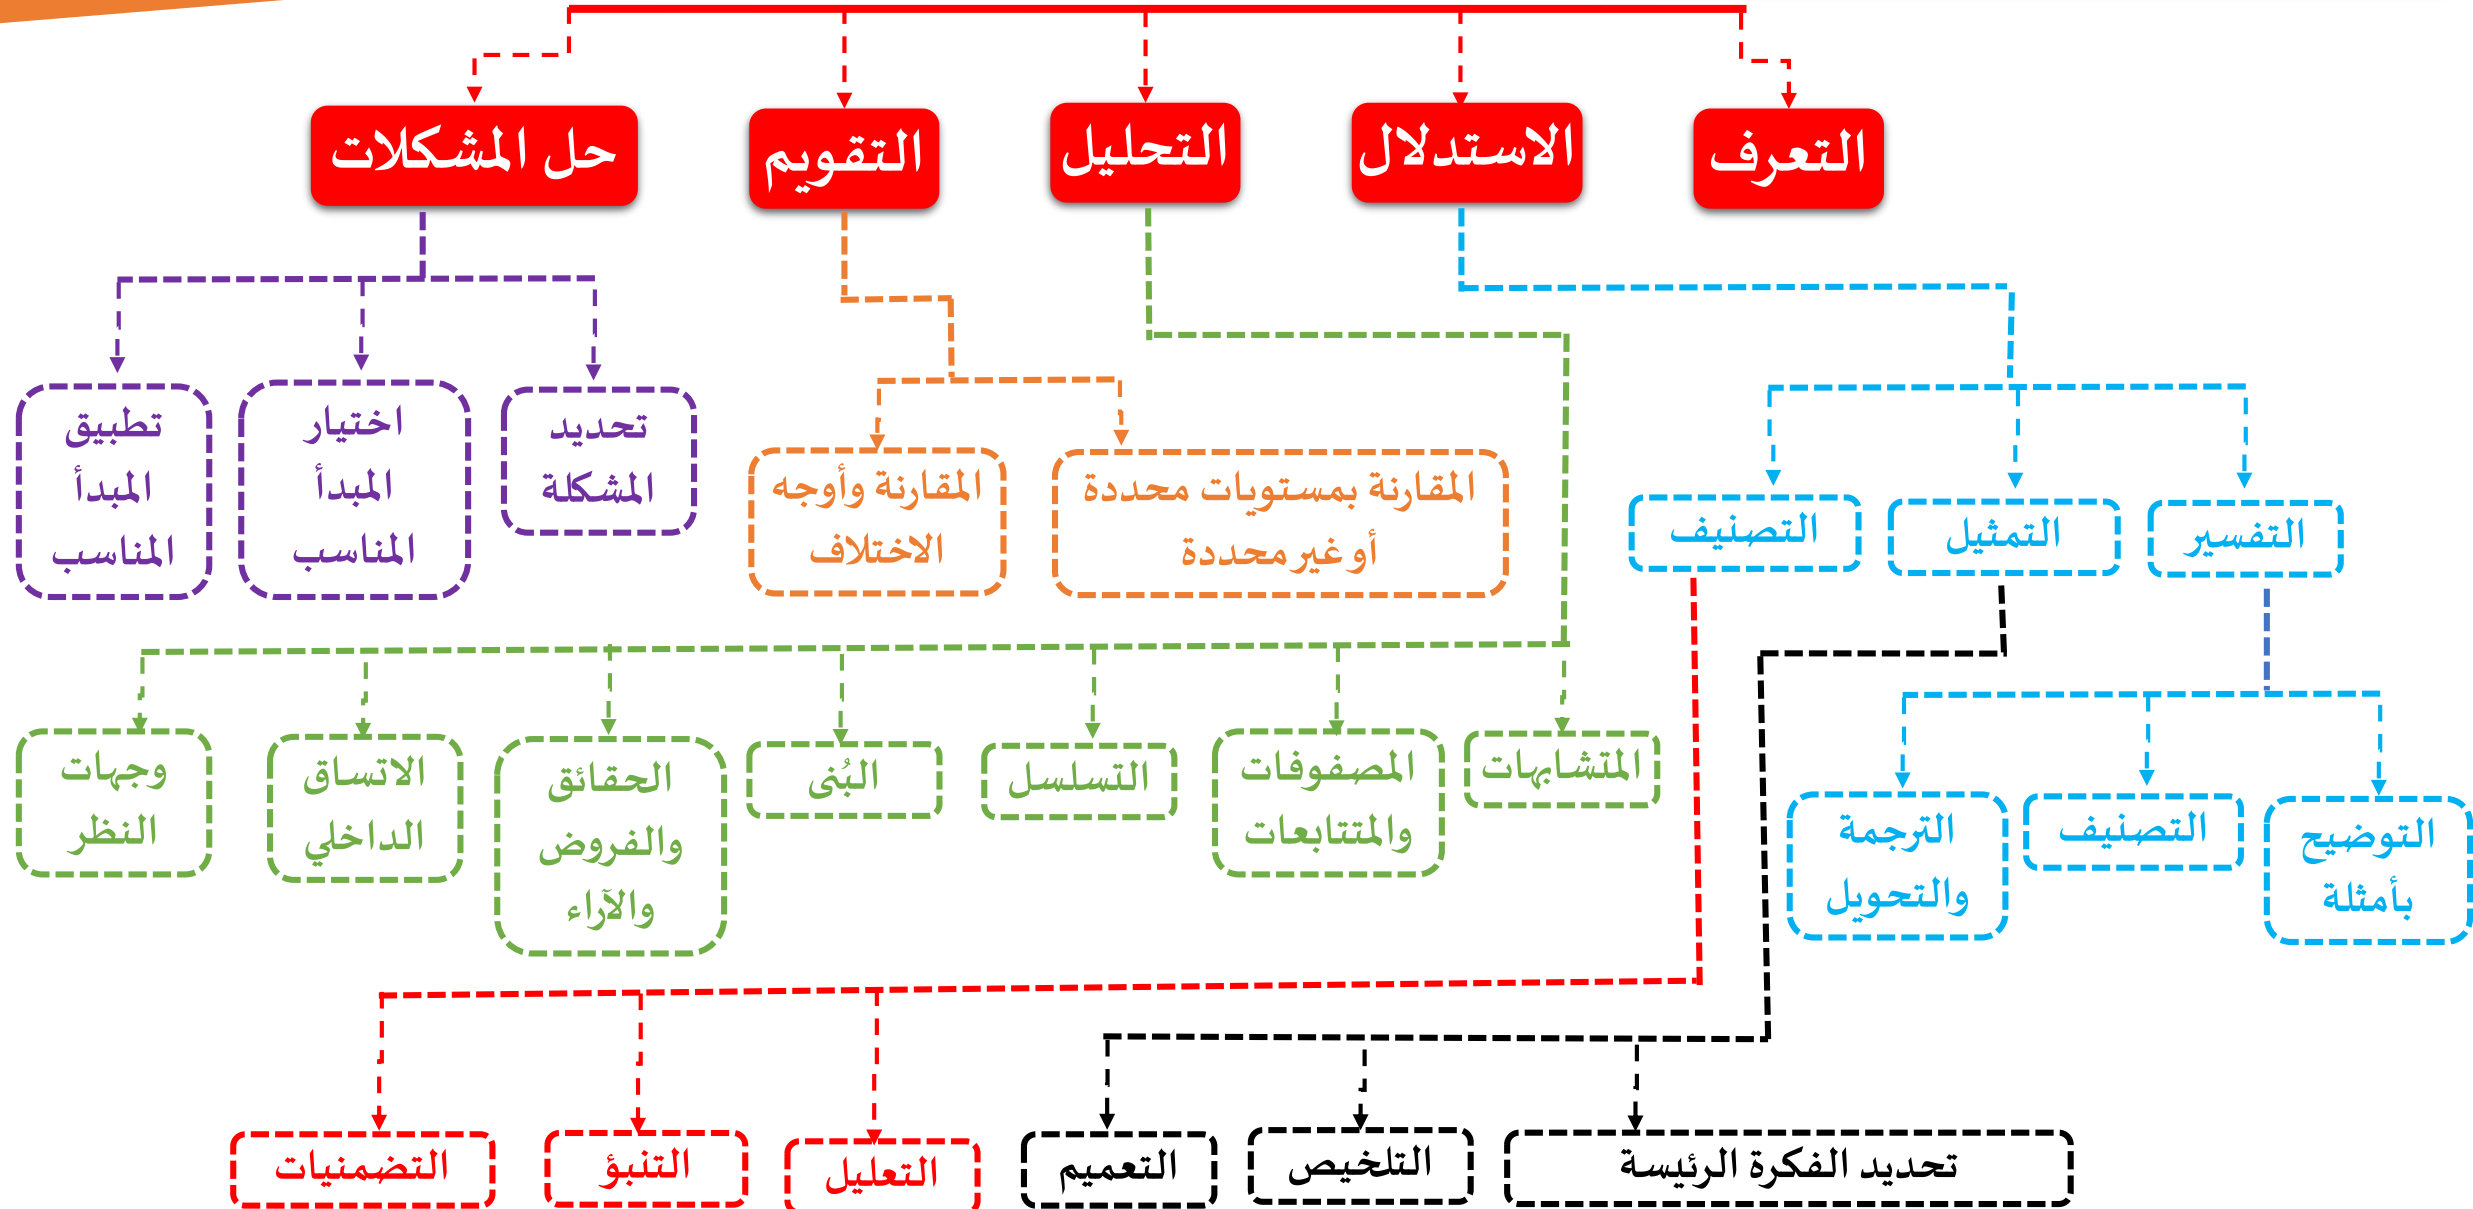 التعرف
الاستدلال
التحليل
التقويم
حل المشكلات
تحديد
المشكلة
اختيار
المبدأ
المناسب
تطبيق
المبدأ
المناسب
المقارنة بمستويات محددة
أو غير محددة
المقارنة وأوجه
الاختلاف
التفسير
التمثيل
التصنيف
المتشابهات
المصفوفات
والمتتابعات
التسلسل
البُنى
الحقائق
والفروض
والآراء
الاتساق
الداخلي
وجهات
النظر
التوضيح
بأمثلة
التصنيف
الترجمة
والتحويل
تحديد الفكرة الرئيسة
التلخيص
التعميم
التعليل
التنبؤ
التضمنيات